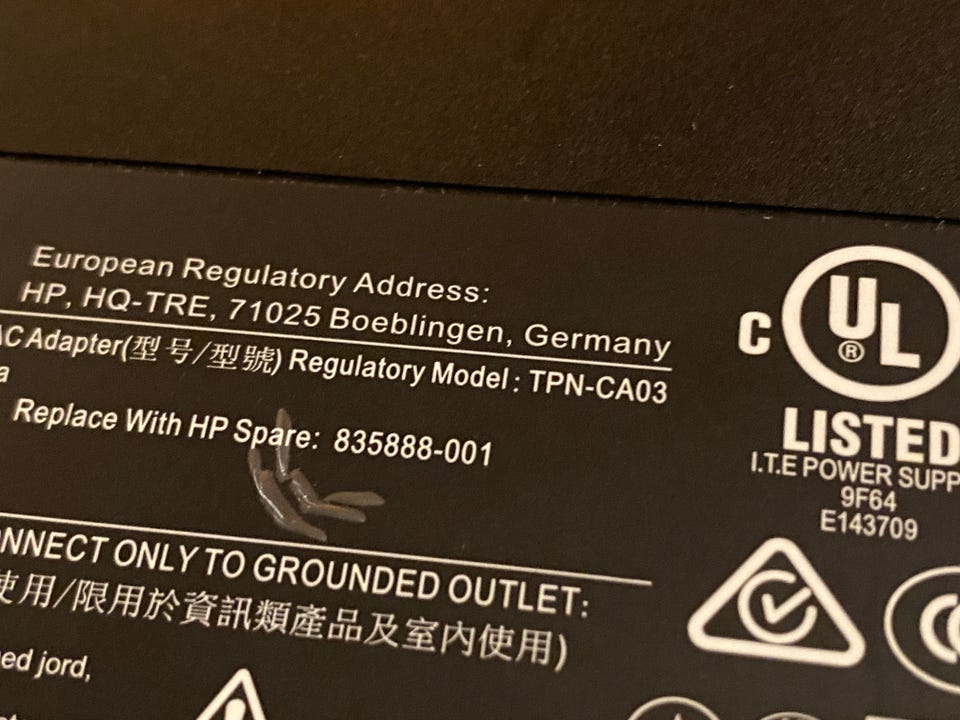 European Regulatory Address:
HP, HQ-TRE, 71025 Boeblingen, Germany
AC Adapter(型号/型號) Regulatory Model : TPN-CA03
a
Replace With HP Spare: 835888-001
ONNECT ONLY TO GROUNDED OUTLET:
使用/限用於資訊類產品及室內使用)
ed jord,
C UL ®
LISTED
I.T.E POWER SUPP
9F64
E143709